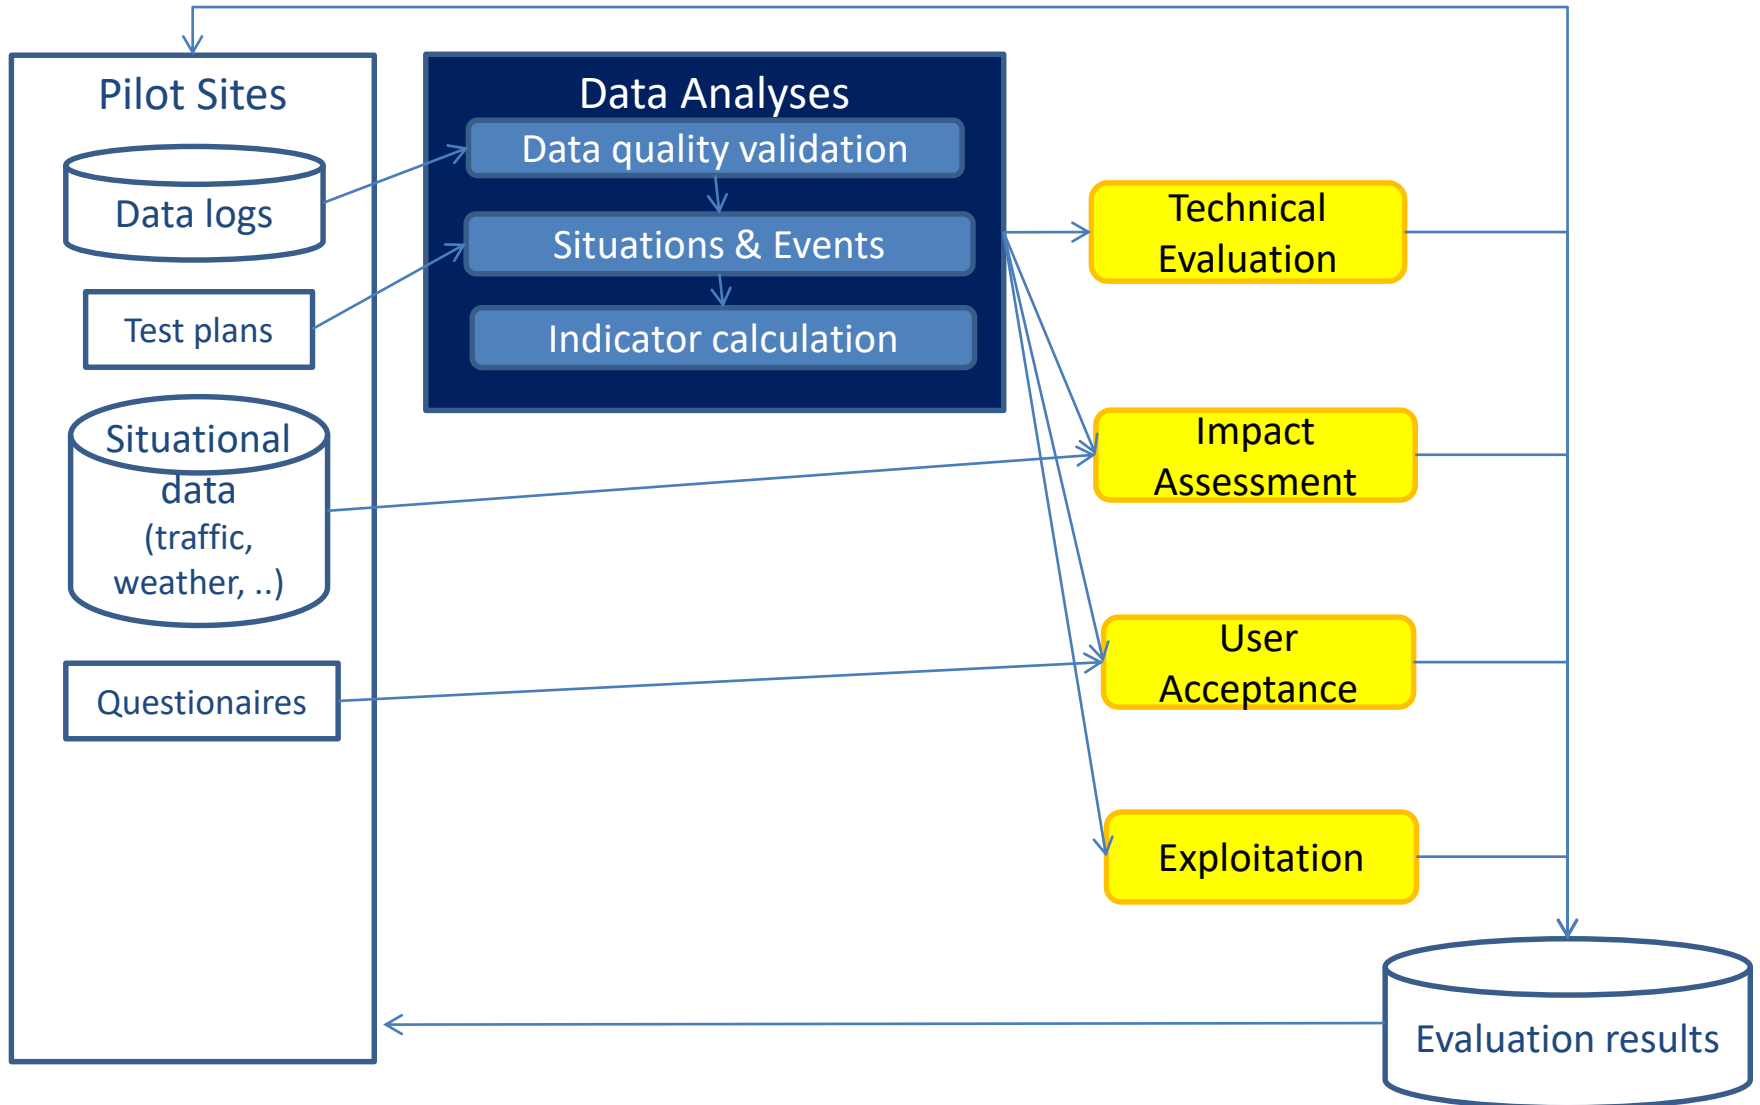 Pilot Sites
Data logs
Test plans
Situational
data
(traffic,
weather, ..)
Questionaires
Data Analyses
Data quality validation
Situations & Events
Indicator calculation
Technical
Evaluation
Impact
Assessment
User
Acceptance
Exploitation
Evaluation results